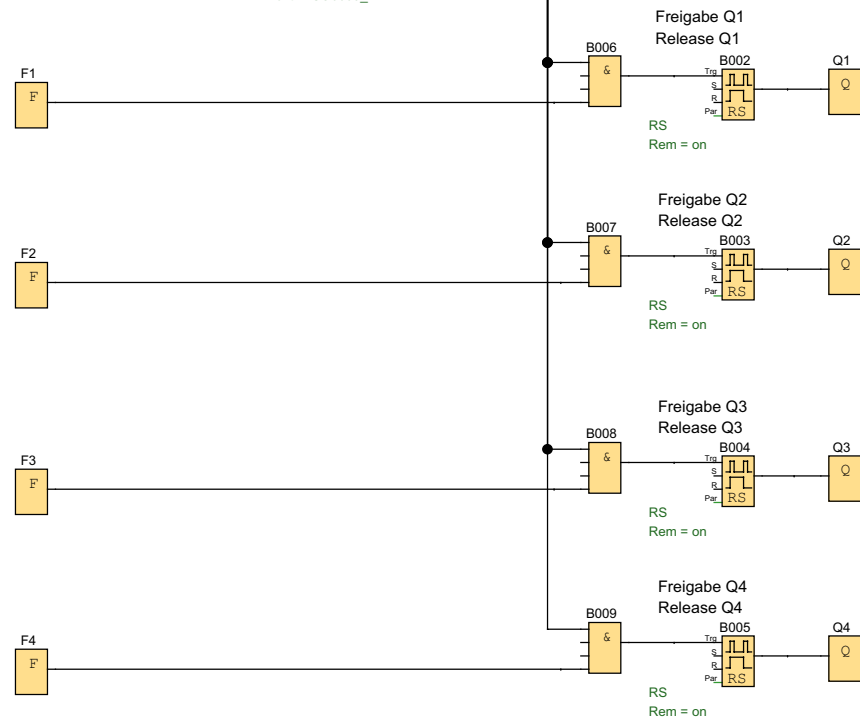 Freigabe Q1
Release Q1
F1
F
B006
&
B002
Trg
S
R
Par
RS
Q1
Q
RS
Rem = on
Freigabe Q2
Release Q2
F2
F
B007
&
B003
Trg
S
R
Par
RS
Q2
Q
RS
Rem = on
Freigabe Q3
Release Q3
F3
F
B008
&
B004
Trg
S
R
Par
RS
Q3
Q
RS
Rem = on
Freigabe Q4
Release Q4
F4
F
B009
&
B005
Trg
S
R
Par
RS
Q4
Q
RS
Rem = on